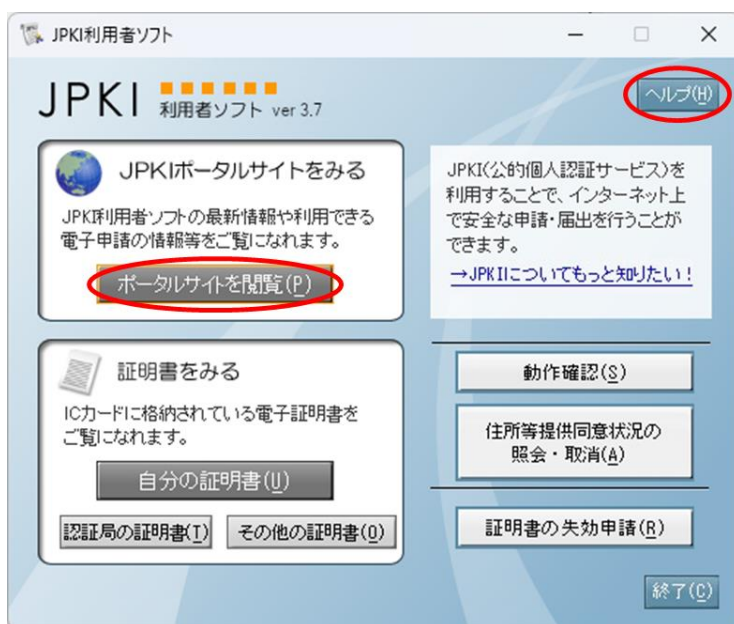 JPKI利用者ソフト
JPKI 利用者ソフト ver 3.7
ヘルプ(H)
JPKIポータルサイトをみる
JPKI利用者ソフトの最新情報や利用できる
電子申請の情報等をご覧になれます。
ポータルサイトを閲覧(P)
JPKI(公的個人認証サービス)を
利用することで、インターネット上
で安全な申請・届出を行うことが
できます。
→JPKIについてもっと知りたい!
証明書をみる
ICカードに格納されている電子証明書を
ご覧になれます。
自分の証明書(U)
認証局の証明書(T) その他の証明書(O)
動作確認(S)
住所等提供同意状況の
照会・取消(A)
証明書の失効申請(R)
終了(C)